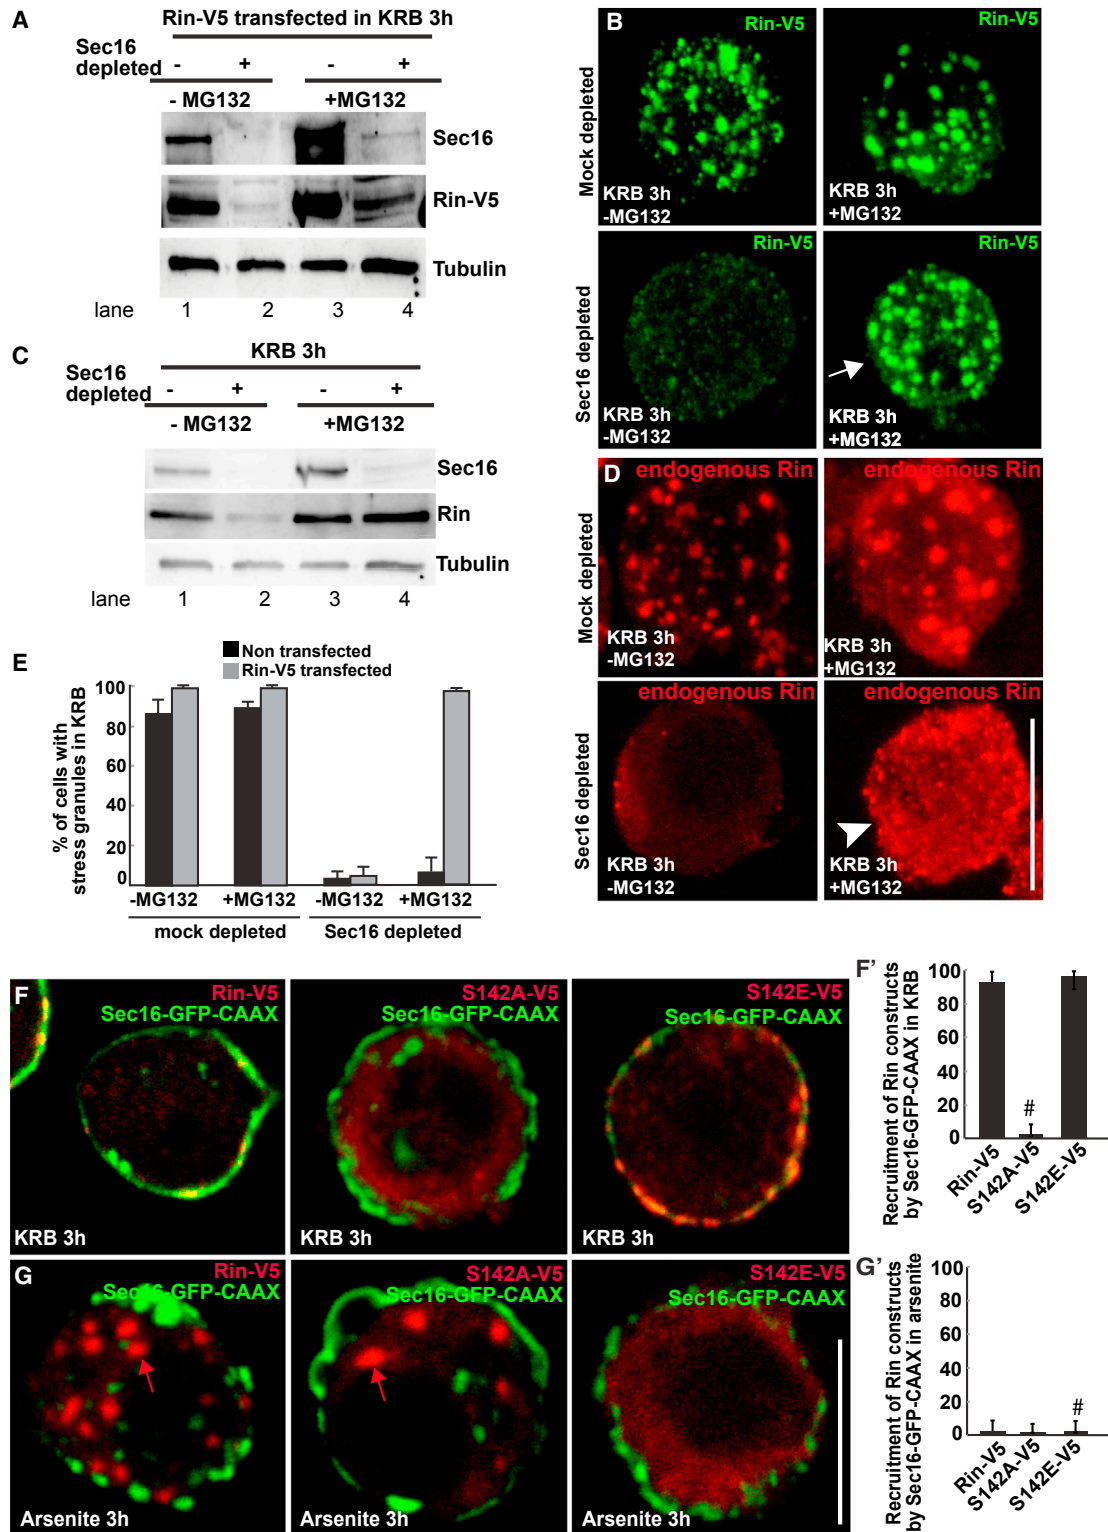 A
Rin-V5 transfected in KRB 3h
Sec16
depleted
- + - +
- MG132 +MG132
Sec16
Rin-V5
Tubulin
lane 1 2 3 4
B
Mock depleted
Rin-V5
KRB 3h
-MG132
Rin-V5
KRB 3h
+MG132
Sec16 depleted
Rin-V5
KRB 3h
-MG132
Rin-V5
KRB 3h
+MG132
C
KRB 3h
Sec16
depleted
- + - +
- MG132 +MG132
Sec16
Rin
Tubulin
lane 1 2 3 4
D
Mock depleted
endogenous Rin
KRB 3h
-MG132
endogenous Rin
KRB 3h
+MG132
Sec16 depleted
endogenous Rin
KRB 3h
-MG132
endogenous Rin
KRB 3h
+MG132
E
Non transfected
Rin-V5 transfected
% of cells with
stress granules in KRB
100
80
60
40
20
0
-MG132 +MG132 -MG132 +MG132
mock depleted Sec16 depleted
F
Rin-V5
Sec16-GFP-CAAX
KRB 3h
S142A-V5
Sec16-GFP-CAAX
KRB 3h
S142E-V5
Sec16-GFP-CAAX
KRB 3h
F'
Recruitment of Rin constructs
by Sec16-GFP-CAAX in KRB
100
80
60
40
20
0
#
Rin-V5
S142A-V5
S142E-V5
G
Rin-V5
Sec16-GFP-CAAX
Arsenite 3h
S142A-V5
Sec16-GFP-CAAX
Arsenite 3h
S142E-V5
Sec16-GFP-CAAX
G'
Recruitment of Rin constructs
by Sec16-GFP-CAAX in arsenite
100
80
60
40
20
0
#
Rin-V5
S142A-V5
S142E-V5